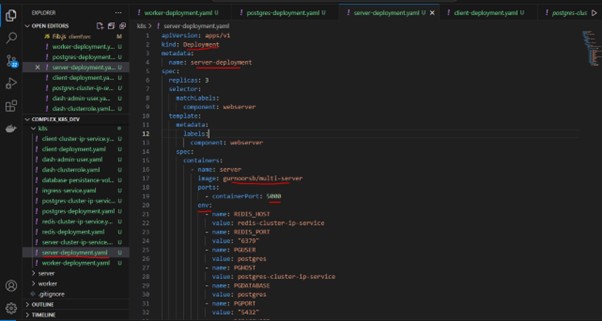 EXPLORER
OPEN EDITORS
Fib.js client\src U
worker-deployment.y... U
postgres-deployment.... U
server-deployment.ya... U
client-deployment.ya... U
postgres-cluster-ip-se...
dash-admin-user.ya... U
dash-clusterole.yaml... U
COMPLEX_K8S_DEV
k8s
client-cluster-ip-service.y... U
client-deployment.yaml U
dash-admin-user.yaml U
dash-clusterole.yaml U
database-persistance-vol... U
ingress-service.yaml U
postgres-cluster-ip-servic... U
postgres-deployment.yaml U
redis-cluster-ip-service.y... U
redis-deployment.yaml U
server-cluster-ip-service.... U
server-deployment.yaml U
worker-deployment.yaml U
server
worker
.gitignore
OUTLINE
TIMELINE
worker-deployment.yaml U postgres-deployment.yaml U server-deployment.yaml U client-deployment.yaml U postgres-clus
k8s > server-deployment.yaml
1 apiVersion: apps/v1
2 kind: Deployment
3 metadata:
4 name: server-deployment
5 spec:
6 replicas: 3
7 selector:
8 matchLabels:
9 component: webserver
10 template:
11 metadata:
12 labels:
13 component: webserver
14 spec:
15 containers:
16 - name: server
17 image: gurnoorsb/multi-server
18 ports:
19 - containerPort: 5000
20 env:
21 - name: REDIS_HOST
22 value: redis-cluster-ip-service
23 - name: REDIS_PORT
24 value: "6379"
25 - name: PGUSER
26 value: postgres
27 - name: PGHOST
28 value: postgres-cluster-ip-service
29 - name: PGDATABASE
30 value: postgres
31 - name: PGPORT
32 value: "5432"